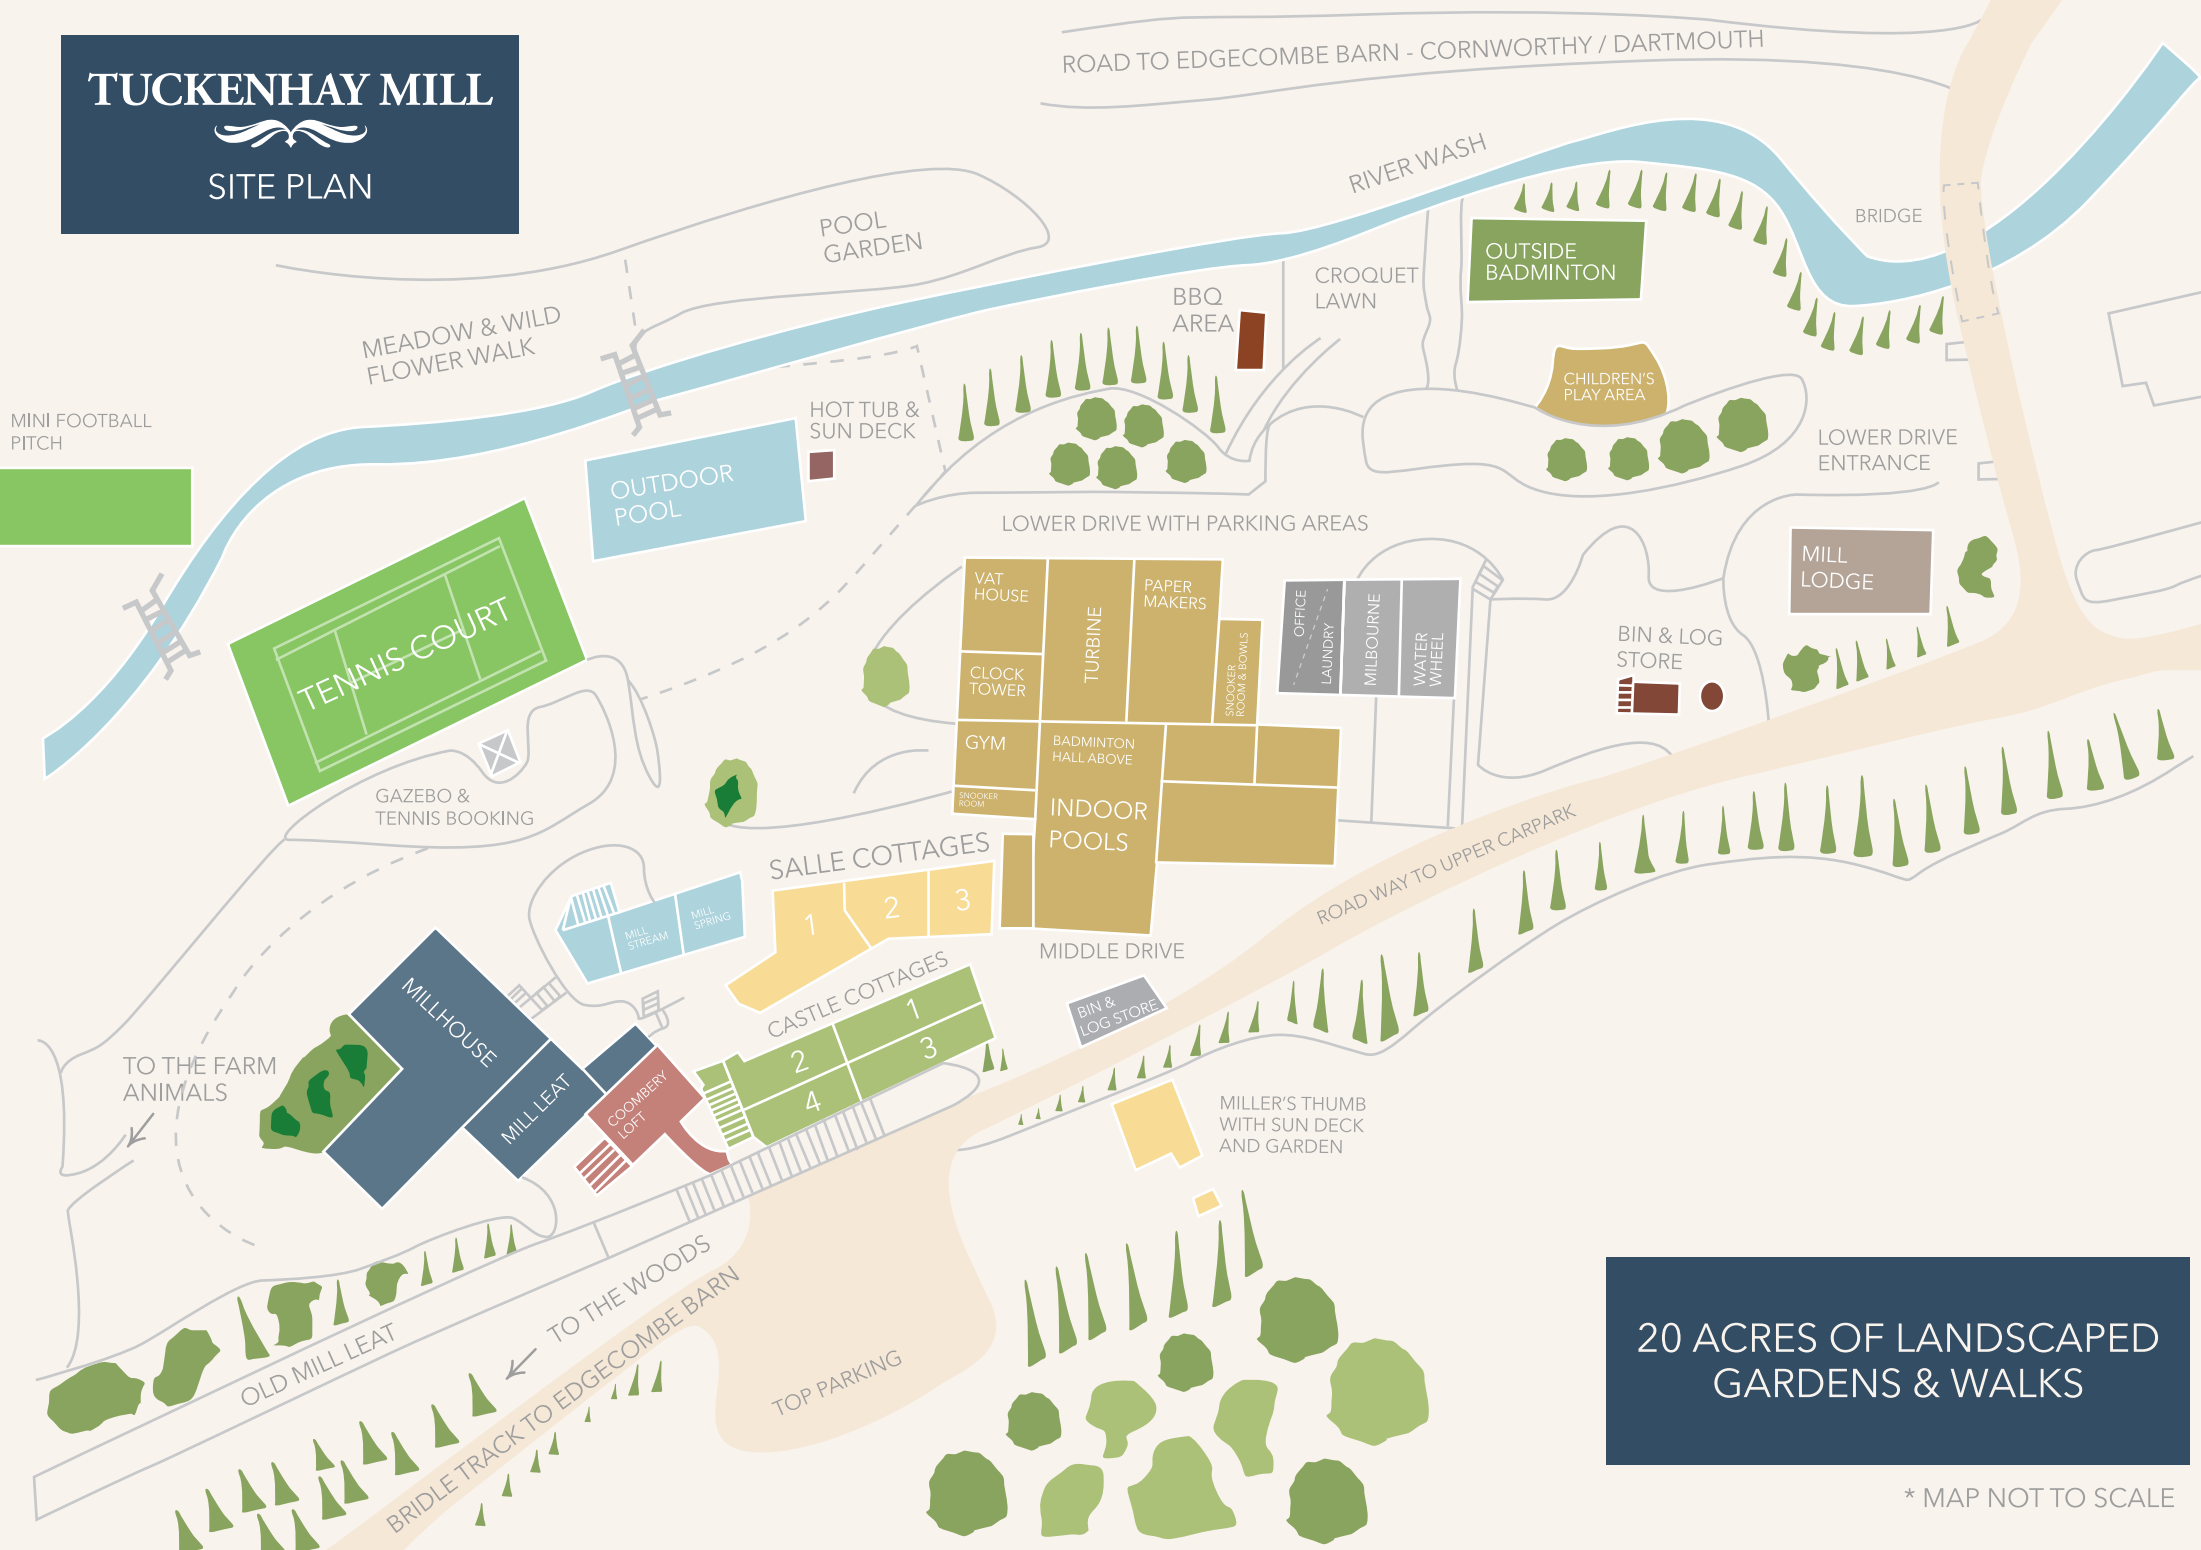 TUCKENHAY MILL
SITE PLAN
ROAD TO EDGECOMBE BARN - CORNWORTHY / DARTMOUTH
RIVER WASH
BRIDGE
POOL
GARDEN
OUTSIDE
BADMINTON
CROQUET
LAWN
BBQ
AREA
MEADOW & WILD
FLOWER WALK
CHILDREN'S
PLAY AREA
MINI FOOTBALL
PITCH
HOT TUB &
SUN DECK
LOWER DRIVE
ENTRANCE
OUTDOOR
POOL
LOWER DRIVE WITH PARKING AREAS
MILL
LODGE
VAT
HOUSE
TURBINE
PAPER
MAKERS
SNOOKER
ROOM & BOWLS
OFFICE
LAUNDRY
MILBOURNE
WATER
WHEEL
TENNIS COURT
CLOCK
TOWER
BIN & LOG
STORE
GYM
BADMINTON
HALL ABOVE
SNOOKER
ROOM
INDOOR
POOLS
GAZEBO &
TENNIS BOOKING
SALLE COTTAGES
1
2
3
ROAD WAY TO UPPER CARPARK
MILL
STREAM
MILL
SPRING
MIDDLE DRIVE
CASTLE COTTAGES
1
2
3
4
BIN &
LOG STORE
MILLHOUSE
MILL LEAT
COOMBERY
LOFT
TO THE FARM
ANIMALS
MILLER'S THUMB
WITH SUN DECK
AND GARDEN
TO THE WOODS
BRIDLE TRACK TO EDGECOMBE BARN
OLD MILL LEAT
TOP PARKING
20 ACRES OF LANDSCAPED
GARDENS & WALKS
* MAP NOT TO SCALE